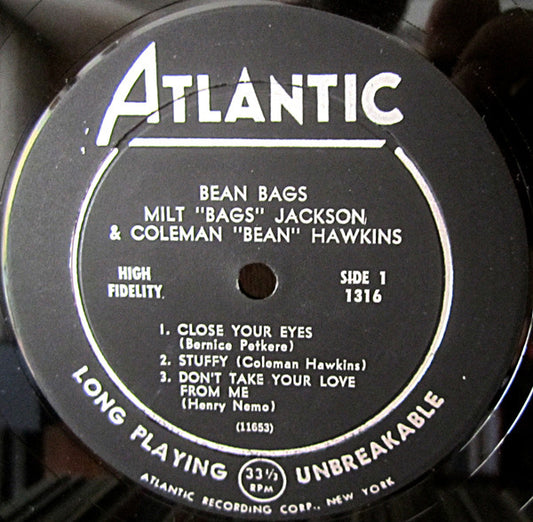 ATLANTIC
BEAN BAGS
MILT "BAGS" JACKSON
& COLEMAN "BEAN" HAWKINS
HIGH
FIDELITY.
SIDE 1
1316
1. CLOSE YOUR EYES
(Bernice Petkere)
2. STUFFY (Coleman Hawkins)
3. DON'T TAKE YOUR LOVE
FROM ME
(Henry Nemo)
(11653)
LONG PLAYING 33 1/3 RPM UNBREAKABLE
ATLANTIC RECORDING CORP., NEW YORK